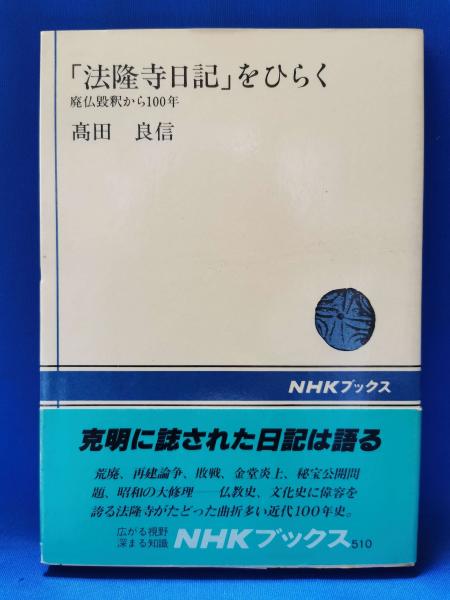 「法隆寺日記」をひらく
廃仏毀釈から100年
髙田 良信
NHKブックス
克明に誌された日記は語る
荒廃、再建論争、敗戦、金堂炎上、秘宝公開問
題、昭和の大修理──仏教史、文化史に偉容を
誇る法隆寺がたどった曲折多い近代100年史。
広がる視野
深まる知識
NHKブックス510